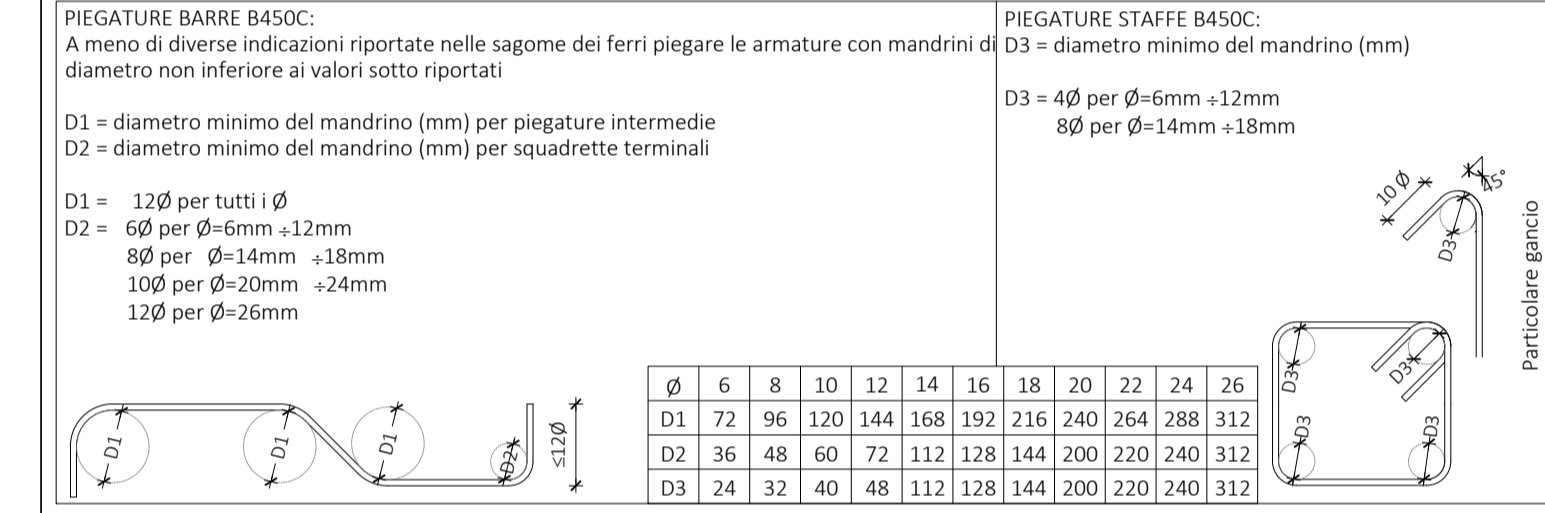 PIEGATURE BARRE B450C:
A meno di diverse indicazioni riportate nelle sagome dei ferri piegare le armature con mandrini di
diametro non inferiore ai valori sotto riportati
D1 = diametro minimo del mandrino (mm) per piegature intermedie
D2 = diametro minimo del mandrino (mm) per squadrette terminali
D1 = 12Ø per tutti i Ø
D2 = 6Ø per Ø=6mm ÷12mm
8Ø per Ø=14mm ÷18mm
10Ø per Ø=20mm ÷24mm
12Ø per Ø=26mm
D1
D1
D1
D2
≤12Ø
PIEGATURE STAFFE B450C:
D3 = diametro minimo del mandrino (mm)
D3 = 4Ø per Ø=6mm ÷12mm
8Ø per Ø=14mm ÷18mm
10 Ø
45°
D3
Particolare gancio
D3
D3
D3
D3
Ø 6 8 10 12 14 16 18 20 22 24 26
D1 72 96 120 144 168 192 216 240 264 288 312
D2 36 48 60 72 112 128 144 200 220 240 312
D3 24 32 40 48 112 128 144 200 220 240 312